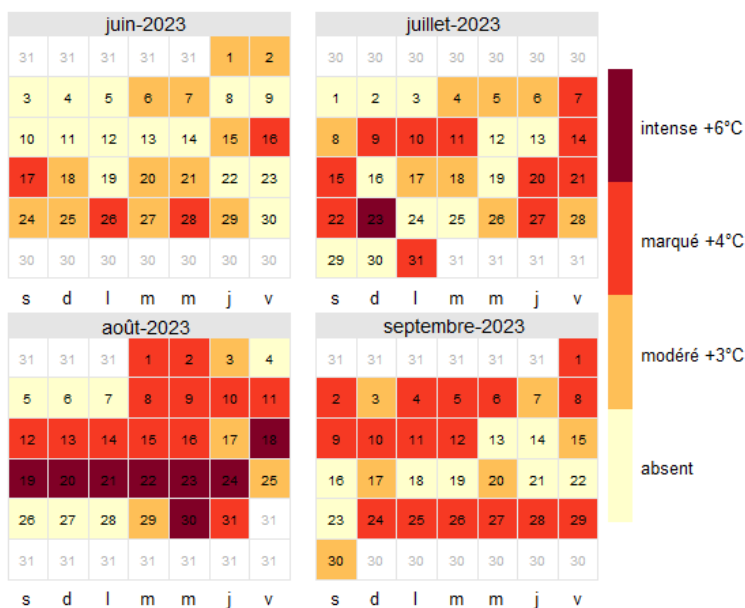 juin-2023
31 31 31 31 31 1 2
3 4 5 6 7 8 9
10 11 12 13 14 15 16
17 18 19 20 21 22 23
24 25 26 27 28 29 30
30 30 30 30 30 30 30
s d l m m j v
juillet-2023
30 30 30 30 30 30 30
1 2 3 4 5 6 7
8 9 10 11 12 13 14
15 16 17 18 19 20 21
22 23 24 25 26 27 28
29 30 31 31 31 31 31
s d l m m j v
août-2023
31 31 31 1 2 3 4
5 6 7 8 9 10 11
12 13 14 15 16 17 18
19 20 21 22 23 24 25
26 27 28 29 30 31 31
31 31 31 31 31 31 31
s d l m m j v
septembre-2023
31 31 31 31 31 31 1
2 3 4 5 6 7 8
9 10 11 12 13 14 15
16 17 18 19 20 21 22
23 24 25 26 27 28 29
30 30 30 30 30 30 30
s d l m m j v
intense +6°C
marqué +4°C
modéré +3°C
absent